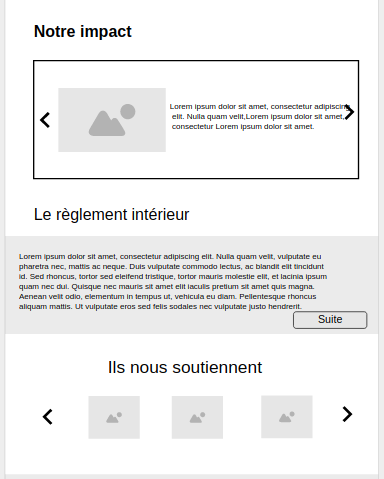 Notre impact
Lorem ipsum dolor sit amet, consectetur adipiscing
elit. Nulla quam velit,Lorem ipsum dolor sit amet,
consectetur Lorem ipsum dolor sit amet.
Le règlement intérieur
Lorem ipsum dolor sit amet, consectetur adipiscing elit. Nulla quam velit, vulputate eu
pharetra nec, mattis ac neque. Duis vulputate commodo lectus, ac blandit elit tincidunt
id. Sed rhoncus, tortor sed eleifend tristique, tortor mauris molestie elit, et lacinia ipsum
quam nec dui. Quisque nec mauris sit amet elit iaculis pretium sit amet quis magna.
Aenean velit odio, elementum in tempus ut, vehicula eu diam. Pellentesque rhoncus
aliquam mattis. Ut vulputate eros sed felis sodales nec vulputate justo hendrerit.
Suite
Ils nous soutiennent